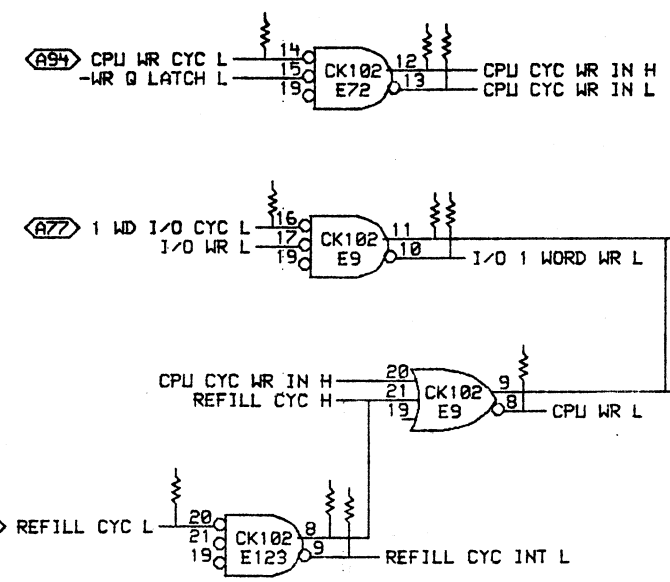 A94 CPU WR CYC L 14 12 CPU CYC WR IN H
-WR Q LATCH L 15 CK102 13 CPU CYC WR IN L
19 E72
A77 1 WD I/O CYC L 16 11
I/O WR L 17 CK102 10 I/O 1 WORD WR L
19 E9
CPU CYC WR IN H 20 9
REFILL CYC H 21 CK102 8 CPU WR L
19 E9
REFILL CYC L 20 8
21 CK102 9 REFILL CYC INT L
19 E123